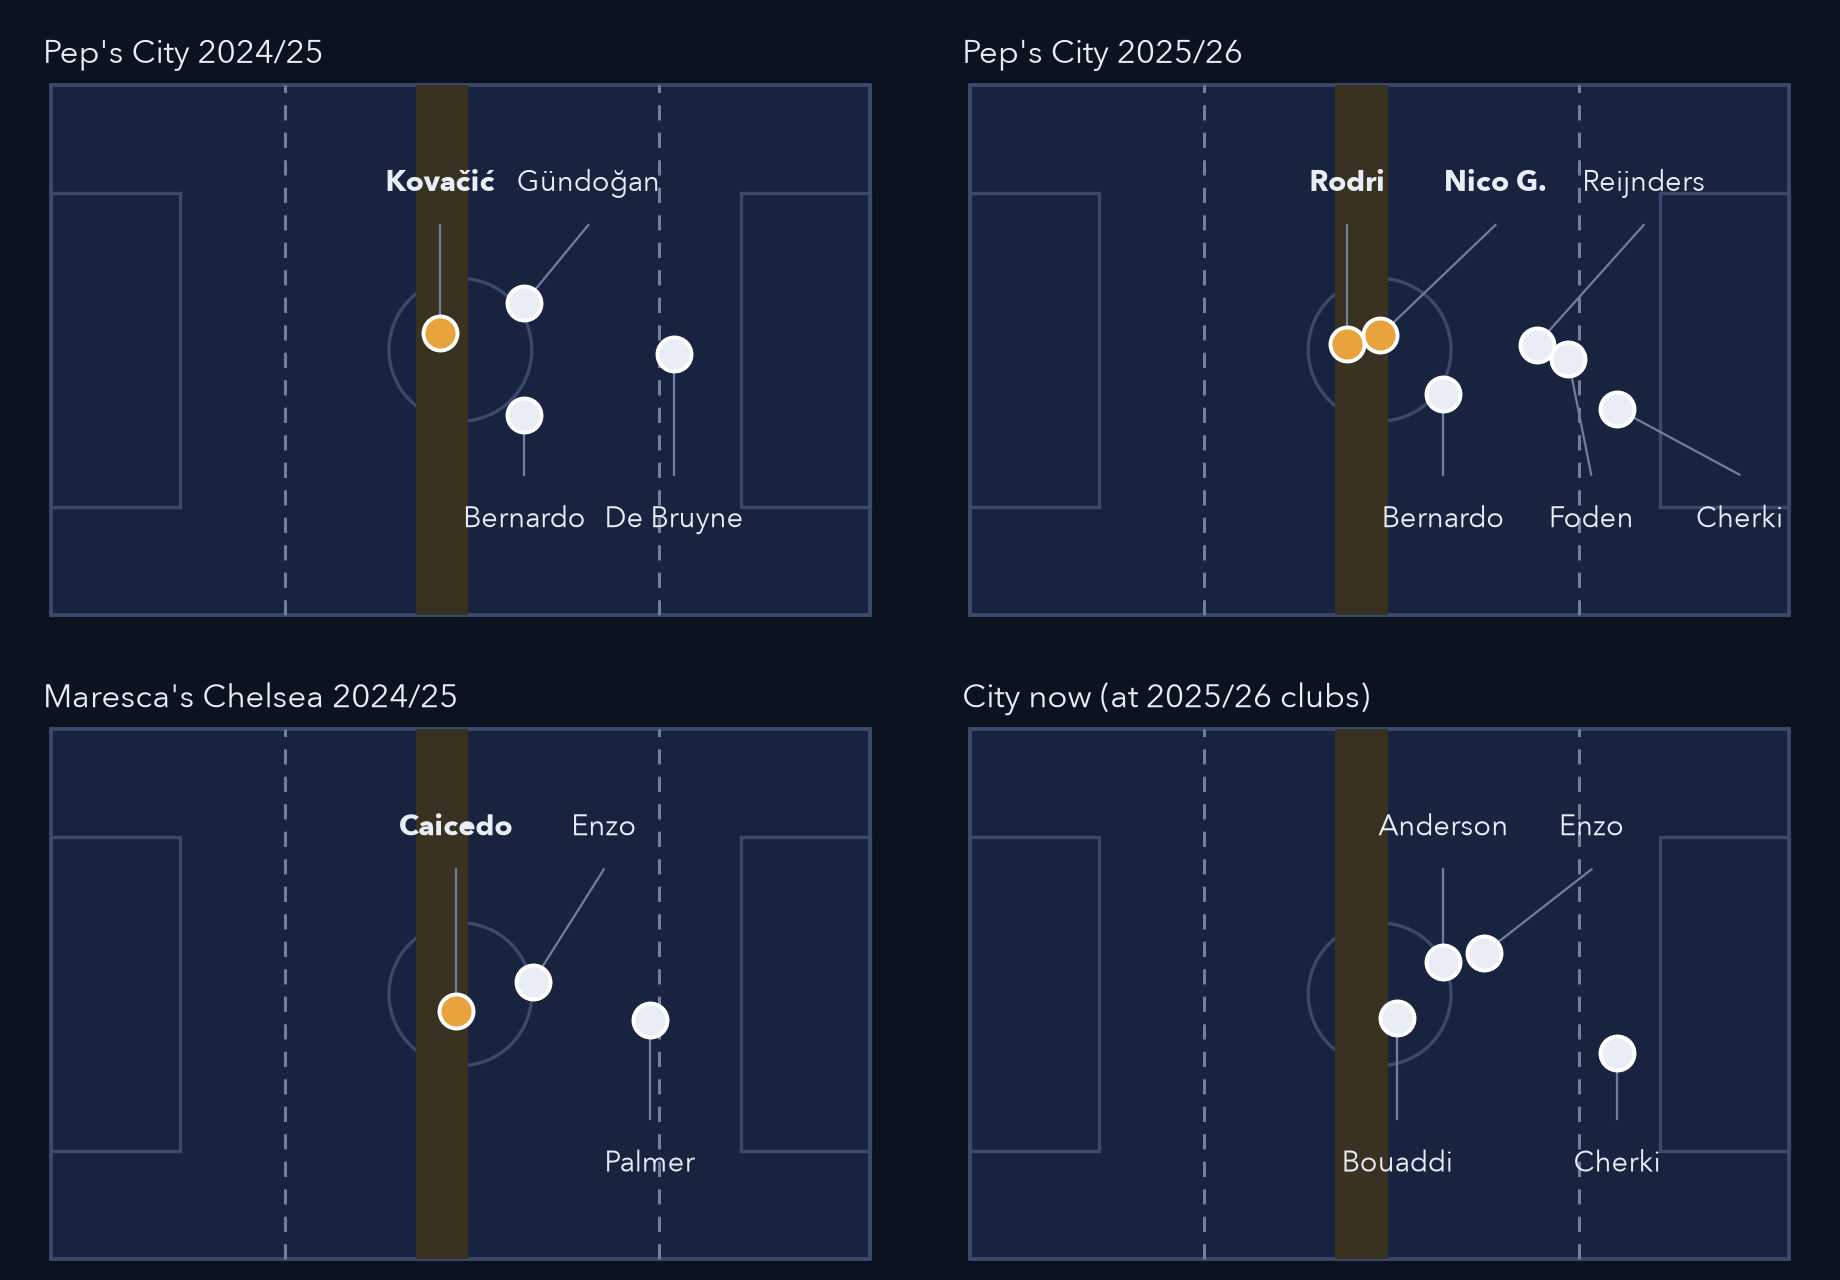 Pep's City 2024/25
Kovačić Gündoğan
Bernardo De Bruyne
Pep's City 2025/26
Rodri Nico G. Reijnders
Bernardo Foden Cherki
Maresca's Chelsea 2024/25
Caicedo Enzo
Palmer
City now (at 2025/26 clubs)
Anderson Enzo
Bouaddi Cherki